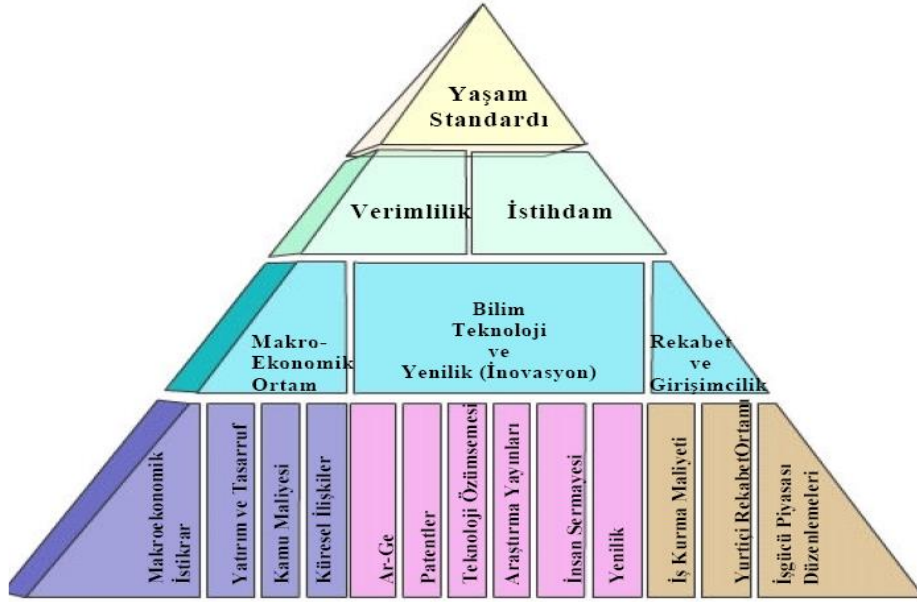 Yaşam
Standardı
Verimlilik
İstihdam
Makro-
Ekonomik
Ortam
Bilim
Teknoloji
ve
Yenilik (İnovasyon)
Rekabet
ve
Girişimcilik
Makroekonomik
İstikrar
Yatırım ve Tasarruf
Kamu Maliyesi
Küresel İlişkiler
Ar-Ge
Patentler
Teknoloji Özümsemesi
Araştırma Yayınları
İnsan Sermayesi
Yenilik
İş Kurma Maliyeti
Yurtiçi RekabetOrtamı
İşgücü Piyasası
Düzenlemeleri